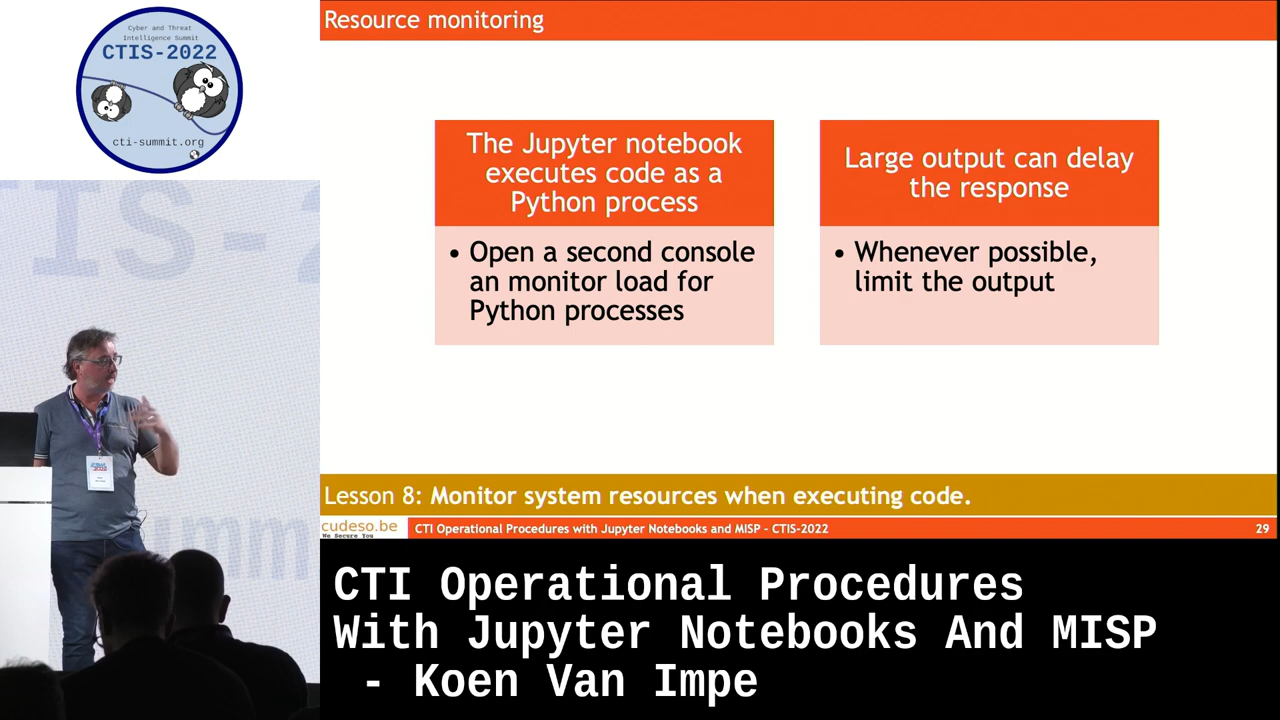 Cyber and Threat
Intelligence Summit
CTIS-2022
cti-summit.org
Resource monitoring
The Jupyter notebook
executes code as a
Python process
• Open a second console
an monitor load for
Python processes
Large output can delay
the response
• Whenever possible,
limit the output
Lesson 8: Monitor system resources when executing code.
cudeso.be
We Secure You
CTI Operational Procedures with Jupyter Notebooks and MISP - CTIS-2022
29
TIS-2
umm
CTI Operational Procedures
With Jupyter Notebooks And MISP
- Koen Van Impe